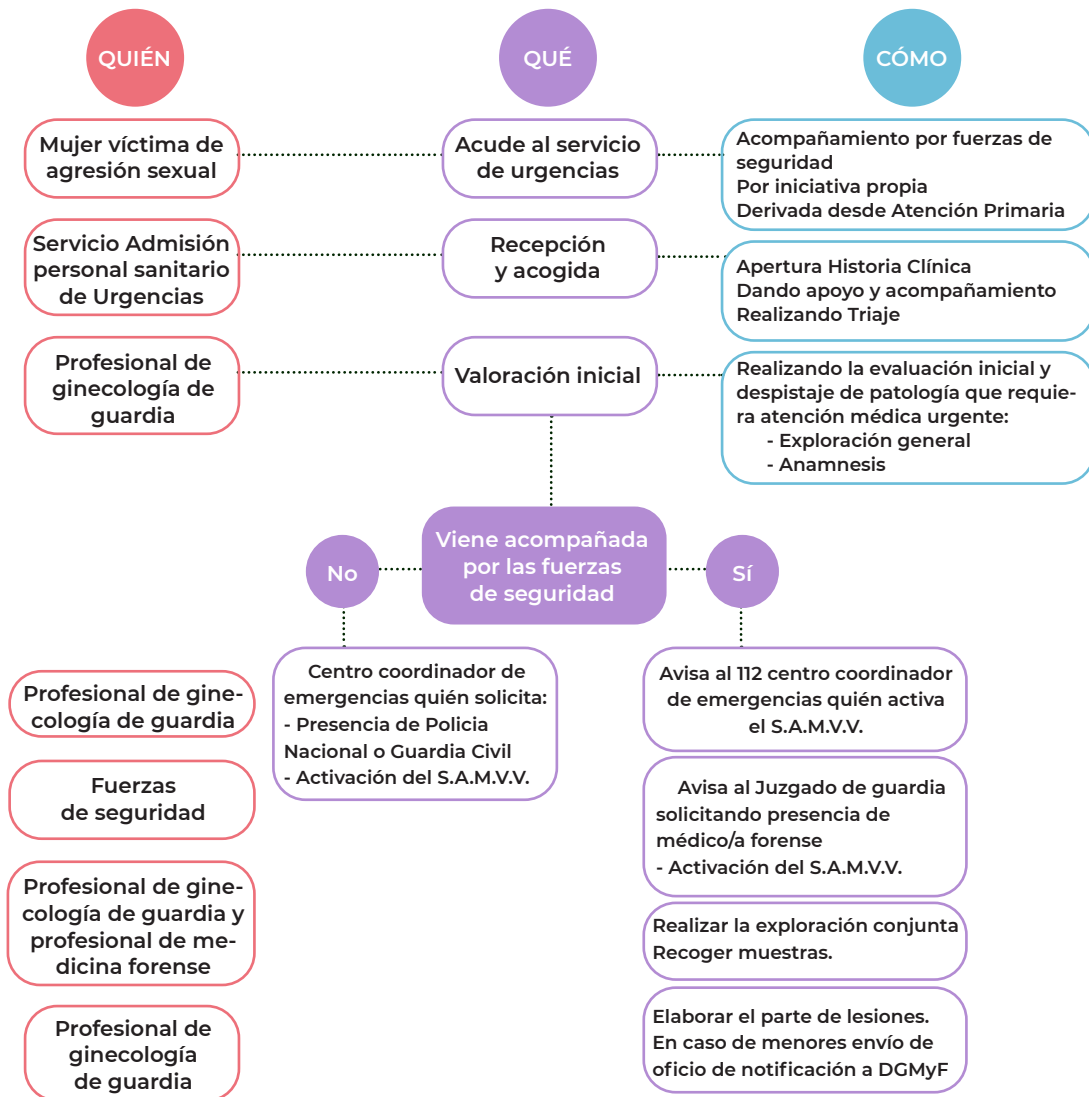 QUIÉN
QUÉ
CÓMO
Mujer víctima de
agresión sexual
Acude al servicio
de urgencias
Acompañamiento por fuerzas de
seguridad
Por iniciativa propia
Derivada desde Atención Primaria
Servicio Admisión
personal sanitario
de Urgencias
Recepción
y acogida
Apertura Historia Clínica
Dando apoyo y acompañamiento
Realizando Triaje
Profesional de
ginecología de
guardia
Valoración inicial
Realizando la evaluación inicial y
despistaje de patología que requie-
ra atención médica urgente:
- Exploración general
- Anamnesis
Viene acompañada
por las fuerzas
de seguridad
No
Sí
Profesional de gine-
cología de guardia
Centro coordinador de
emergencias quién solicita:
- Presencia de Policia
Nacional o Guardia Civil
- Activación del S.A.M.V.V.
Avisa al 112 centro coordinador
de emergencias quién activa
el S.A.M.V.V.
Fuerzas
de seguridad
Avisa al Juzgado de guardia
solicitando presencia de
médico/a forense
- Activación del S.A.M.V.V.
Profesional de gine-
cología de guardia y
profesional de me-
dicina forense
Realizar la exploración conjunta
Recoger muestras.
Profesional de
ginecología
de guardia
Elaborar el parte de lesiones.
En caso de menores envío de
oficio de notificación a DGMyF